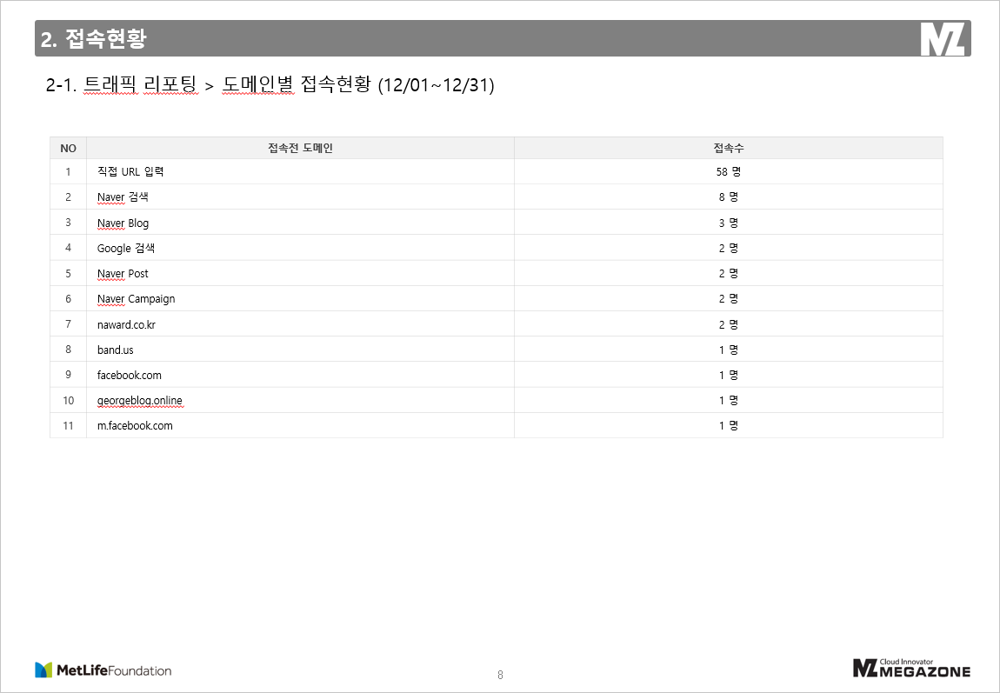 2. 접속현황
MZ
2-1. 트래픽 리포팅 > 도메인별 접속현황 (12/01~12/31)
NO 접속전 도메인 접속수
1 직접 URL 입력 58 명
2 Naver 검색 8 명
3 Naver Blog 3 명
4 Google 검색 2 명
5 Naver Post 2 명
6 Naver Campaign 2 명
7 naward.co.kr 2 명
8 band.us 1 명
9 facebook.com 1 명
10 georgeblog.online 1 명
11 m.facebook.com 1 명
MetLifeFoundation
8
MZ Cloud Innovator
MEGAZONE